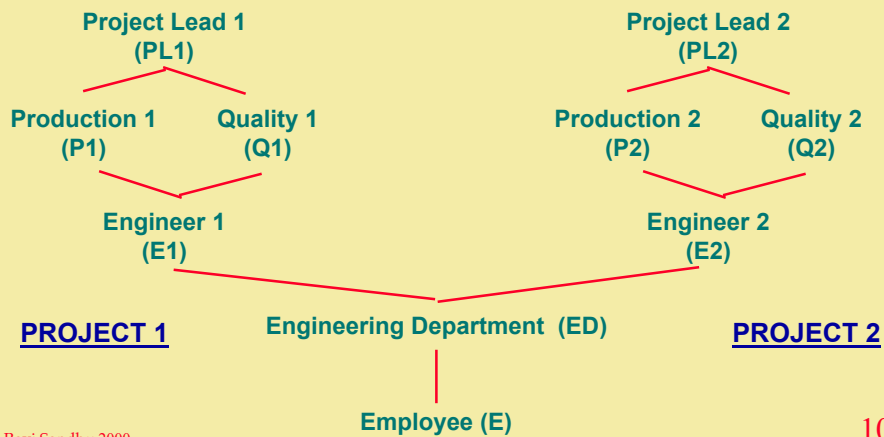 Project Lead 1
(PL1)
Project Lead 2
(PL2)
Production 1
(P1)
Quality 1
(Q1)
Production 2
(P2)
Quality 2
(Q2)
Engineer 1
(E1)
Engineer 2
(E2)
PROJECT 1
Engineering Department (ED)
PROJECT 2
Employee (E)
10